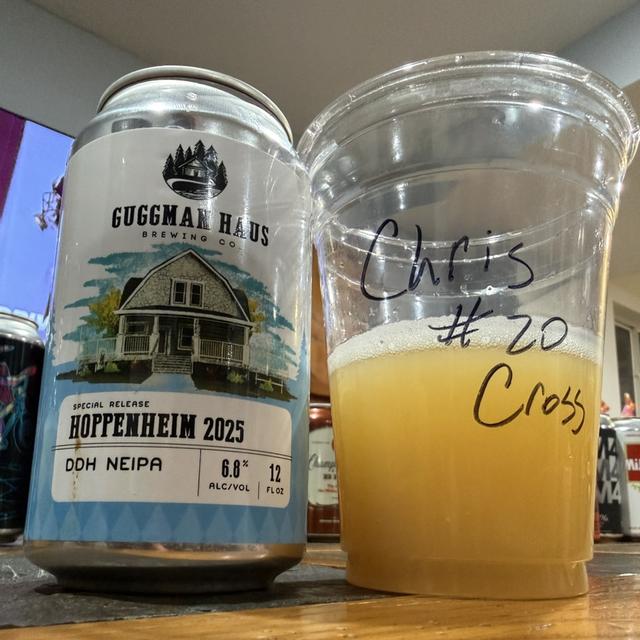 GUGGMAN HAUS
BREWING CO.
SPECIAL RELEASE
HOPPENHEIM 2025
DDH NEIPA
6.8%
ALC/VOL
12
FL OZ
Chris
# 20
Cross